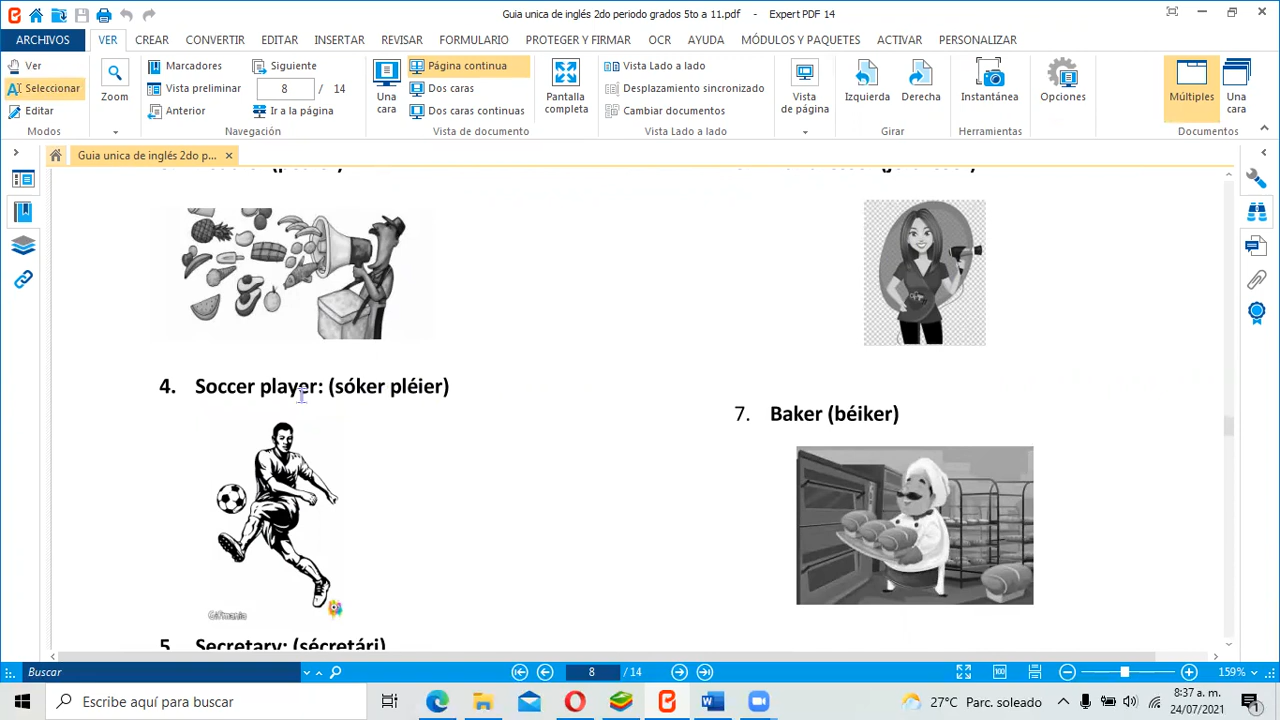 Guia unica de inglés 2do periodo grados 5to a 11.pdf - Expert PDF 14
ARCHIVOS VER CREAR CONVERTIR EDITAR INSERTAR REVISAR FORMULARIO PROTEGER Y FIRMAR OCR AYUDA MÓDULOS Y PAQUETES ACTIVAR PERSONALIZAR
Ver
Seleccionar
Editar
Modos
Zoom
Marcadores
Vista preliminar
Anterior
Siguiente
8 / 14
Ir a la página
Navegación
Una cara
Página continua
Dos caras
Dos caras continuas
Vista de documento
Pantalla completa
Vista Lado a lado
Desplazamiento sincronizado
Cambiar documentos
Vista Lado a lado
Vista de página
Izquierda
Derecha
Girar
Instantánea
Herramientas
Opciones
Múltiples
Una cara
Documentos
Guia unica de inglés 2do p...
4. Soccer player: (sóker pléier)
GifMania
5. Secretary: (sécretári)
7. Baker (béiker)
Buscar
8 / 14
159%
Escribe aquí para buscar
27°C Parc. soleado
8:37 a. m.
24/07/2021
1